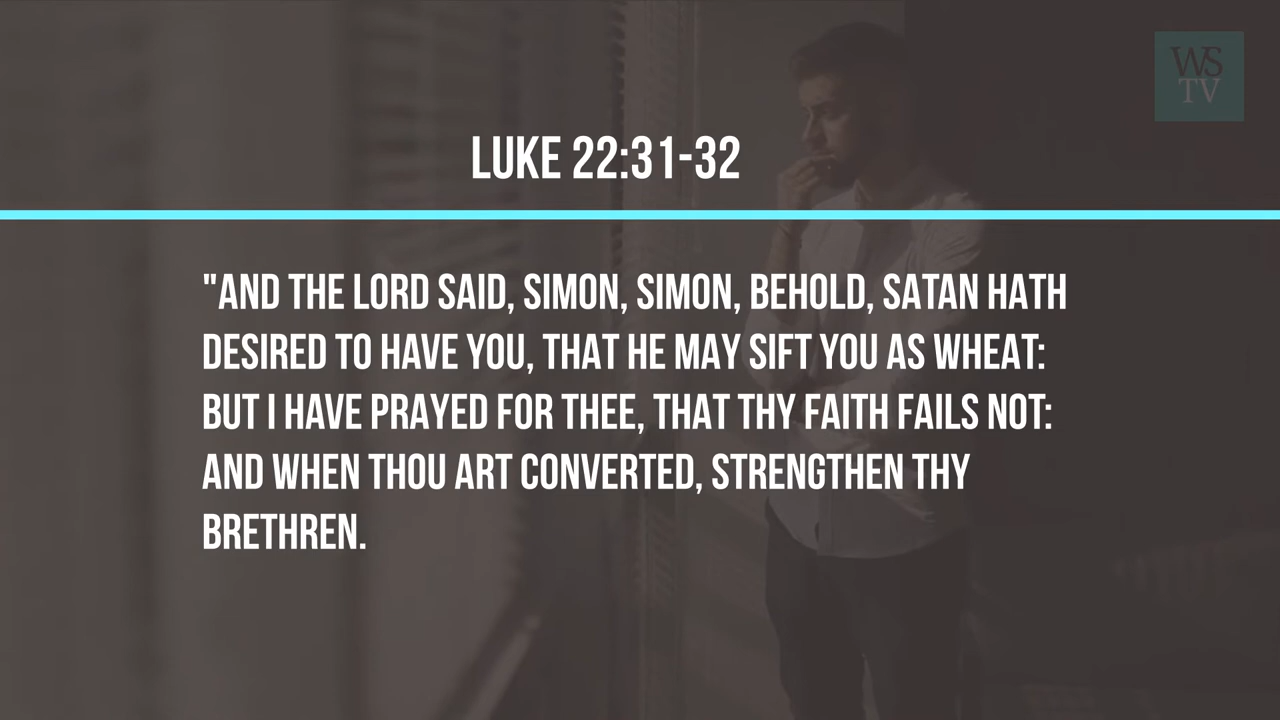 WS
TV
LUKE 22:31-32
"AND THE LORD SAID, SIMON, SIMON, BEHOLD, SATAN HATH
DESIRED TO HAVE YOU, THAT HE MAY SIFT YOU AS WHEAT:
BUT I HAVE PRAYED FOR THEE, THAT THY FAITH FAILS NOT:
AND WHEN THOU ART CONVERTED, STRENGTHEN THY
BRETHREN.